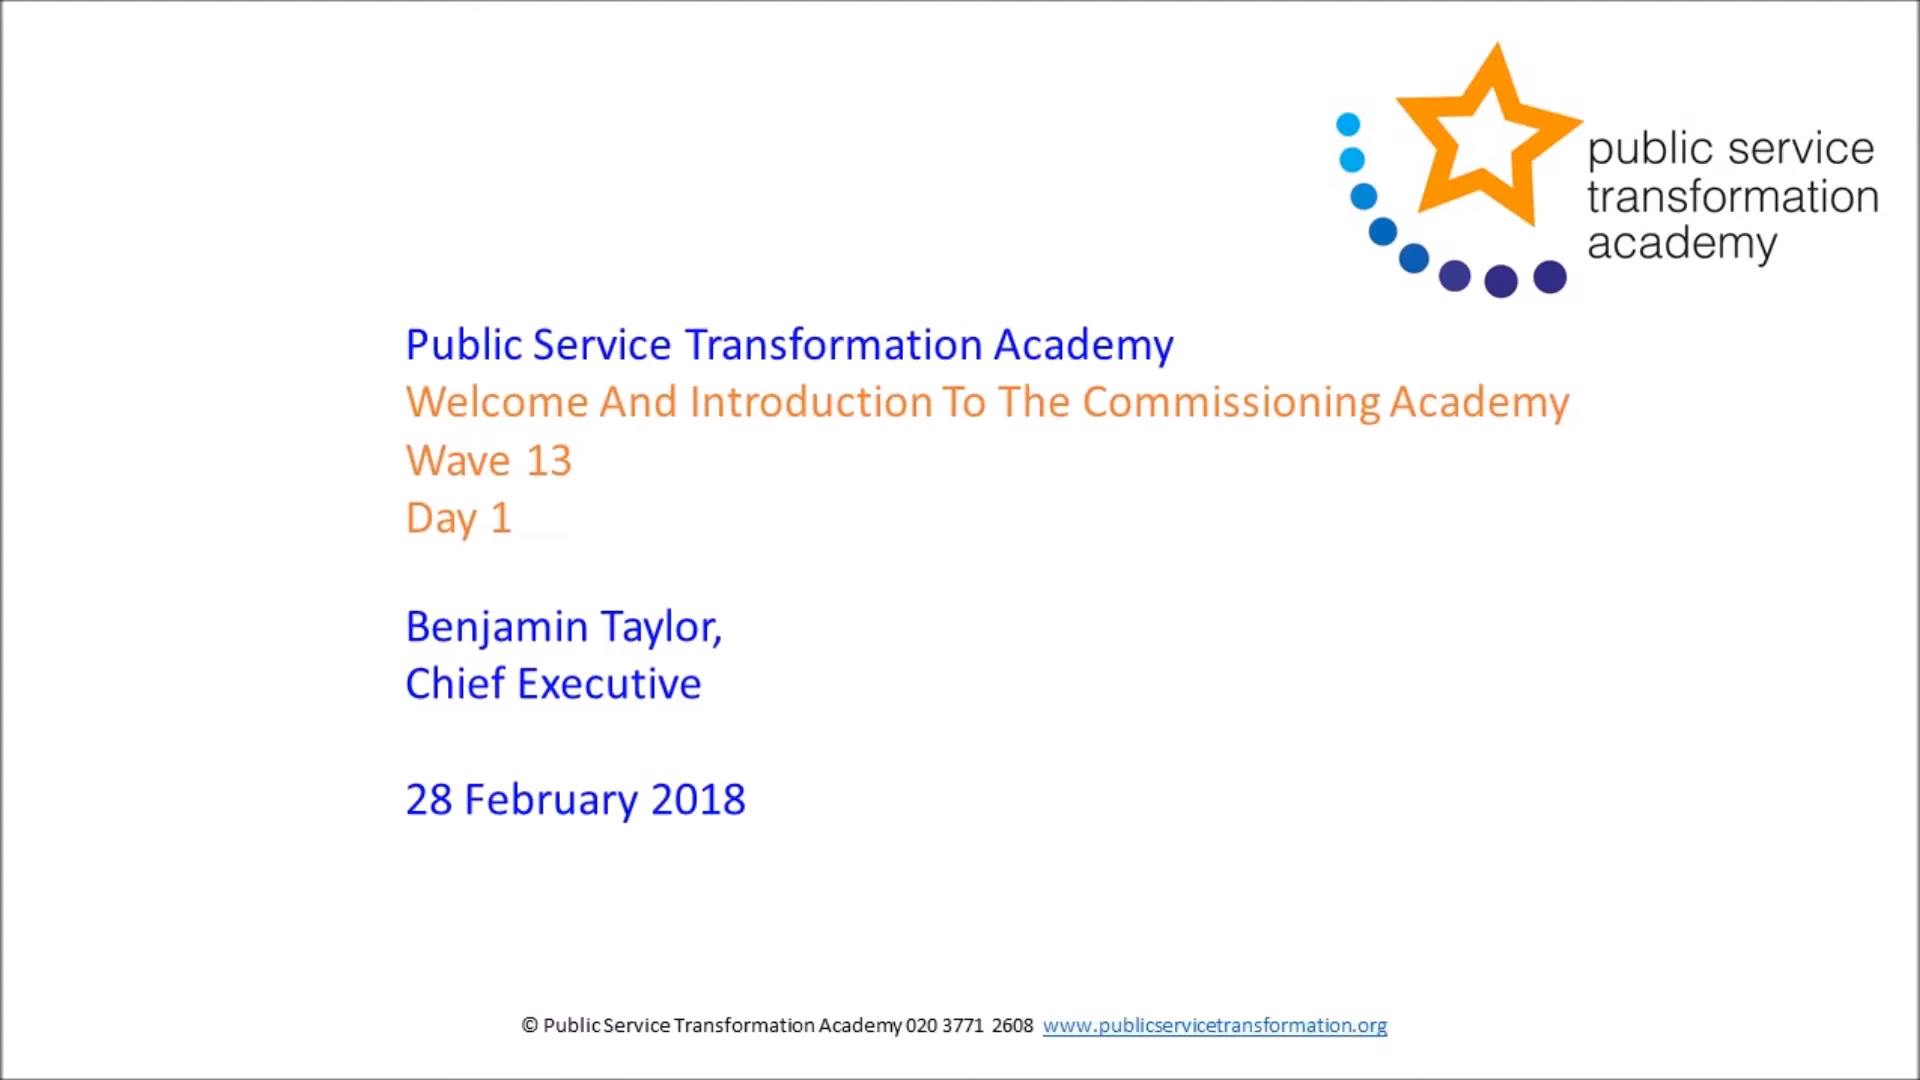 public service
transformation
academy
Public Service Transformation Academy
Welcome And Introduction To The Commissioning Academy
Wave 13
Day 1
Benjamin Taylor,
Chief Executive
28 February 2018
© Public Service Transformation Academy 020 3771 2608 www.publicservicetransformation.org